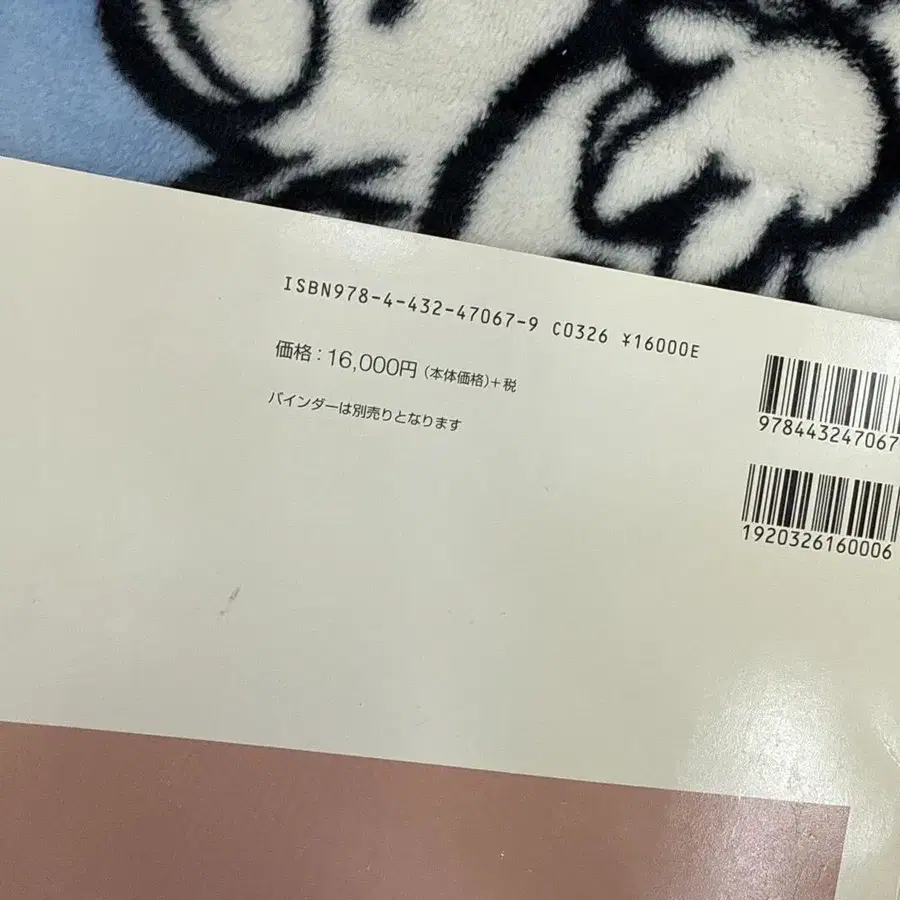 ISBN978-4-432-47067-9 C0326 ¥16000E
価格：16,000円（本体価格）＋税
バインダーは別売りとなります
978443247067
1920326160006